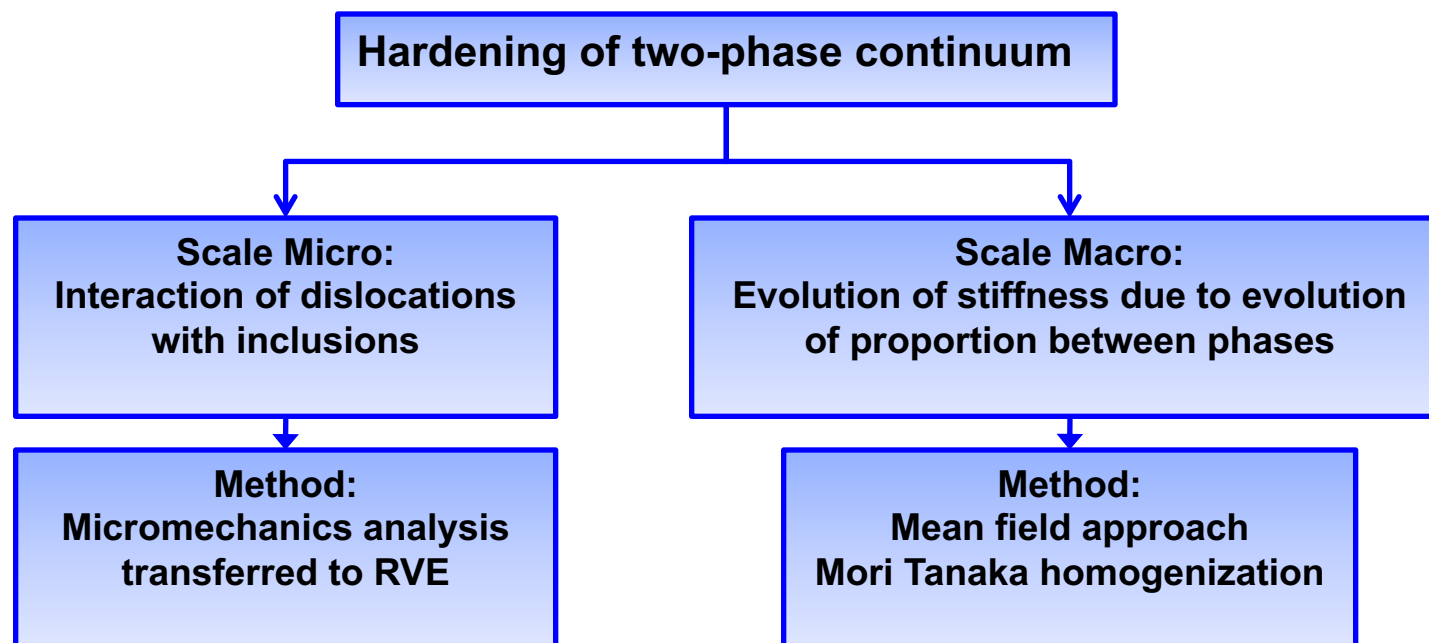 Hardening of two-phase continuum
Scale Micro:
Interaction of dislocations
with inclusions
Scale Macro:
Evolution of stiffness due to evolution
of proportion between phases
Method:
Micromechanics analysis
transferred to RVE
Method:
Mean field approach
Mori Tanaka homogenization